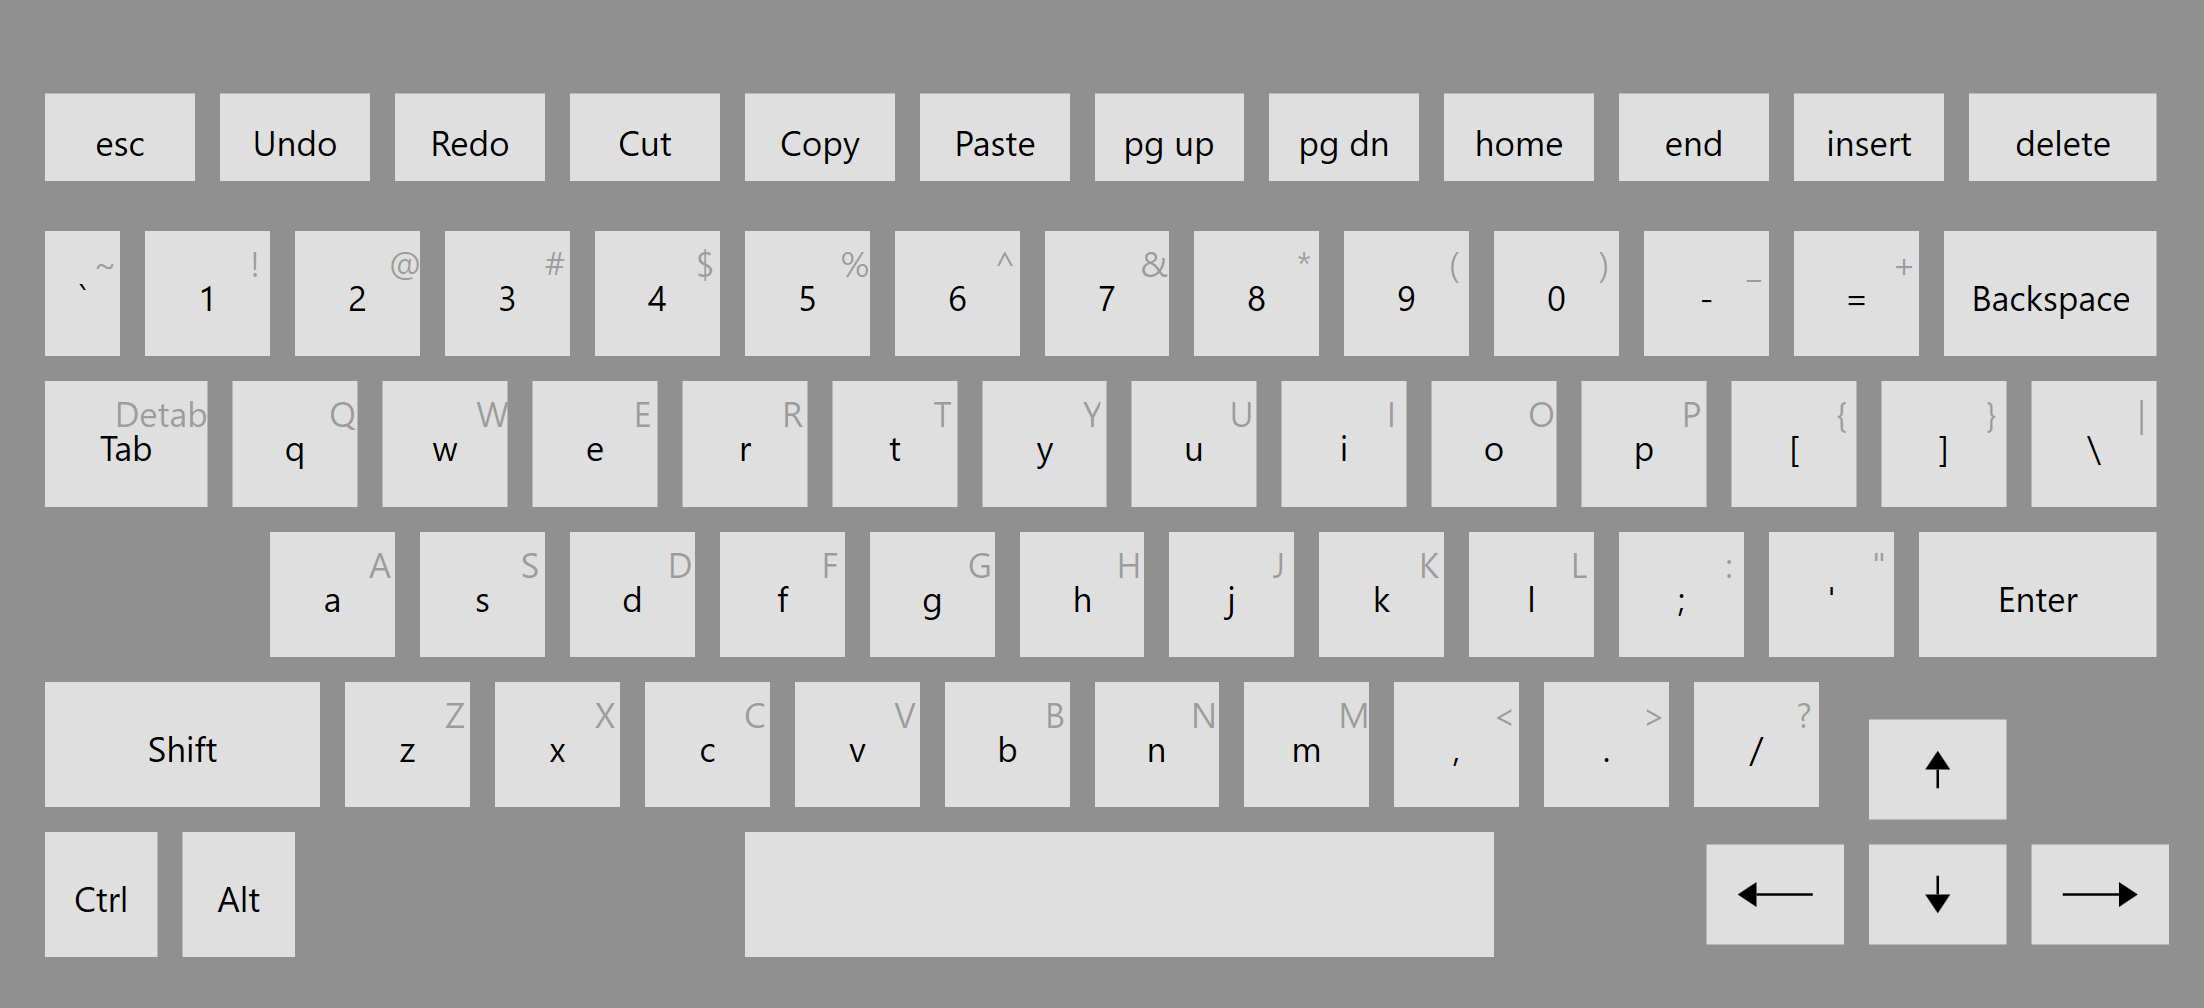 esc Undo Redo Cut Copy Paste pg up pg dn home end insert delete
` ~ 1 ! 2 @ 3 # 4 $ 5 % 6 ^ 7 & 8 * 9 ( 0 ) - _ = + Backspace
Tab Detab q Q w W e E r R t T y Y u U i I o O p P [ { ] } \ |
a A s S d D f F g G h H j J k K l L ; : ' " Enter
Shift z Z x X c C v V b B n N m M , < . > / ? ↑
Ctrl Alt ← ↓ →